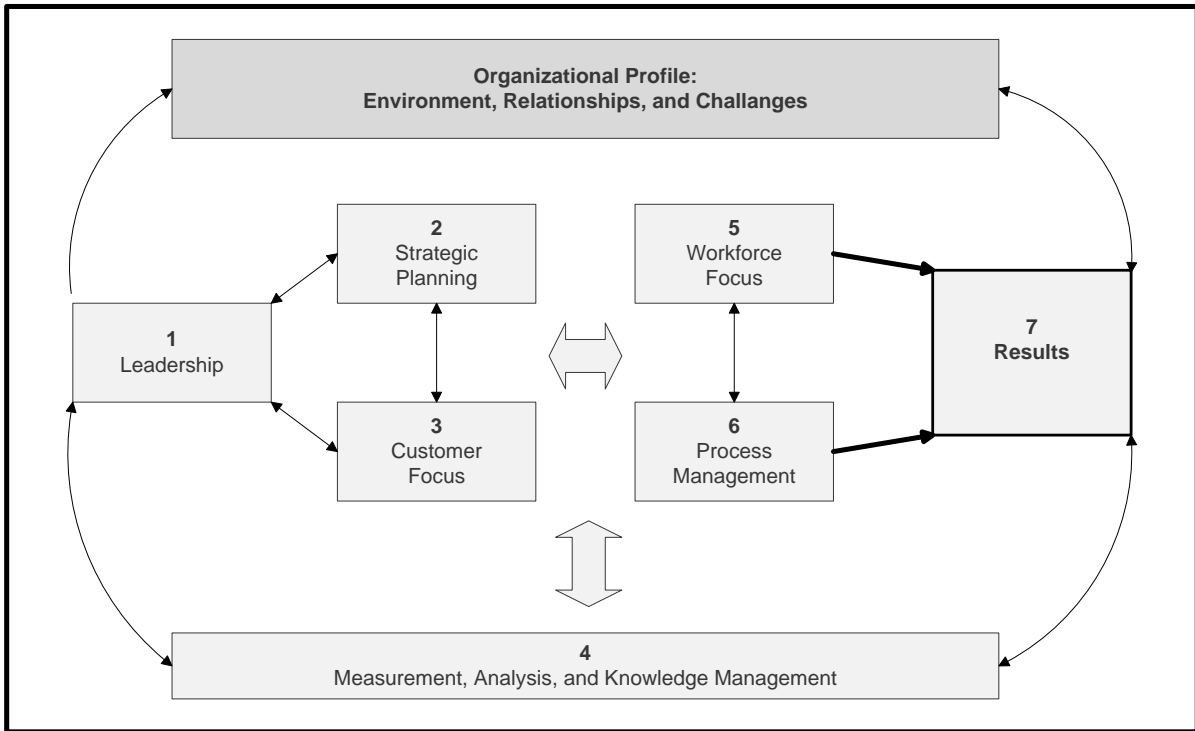 Organizational Profile:
Environment, Relationships, and Challanges
2
Strategic
Planning
5
Workforce
Focus
1
Leadership
7
Results
3
Customer
Focus
6
Process
Management
4
Measurement, Analysis, and Knowledge Management